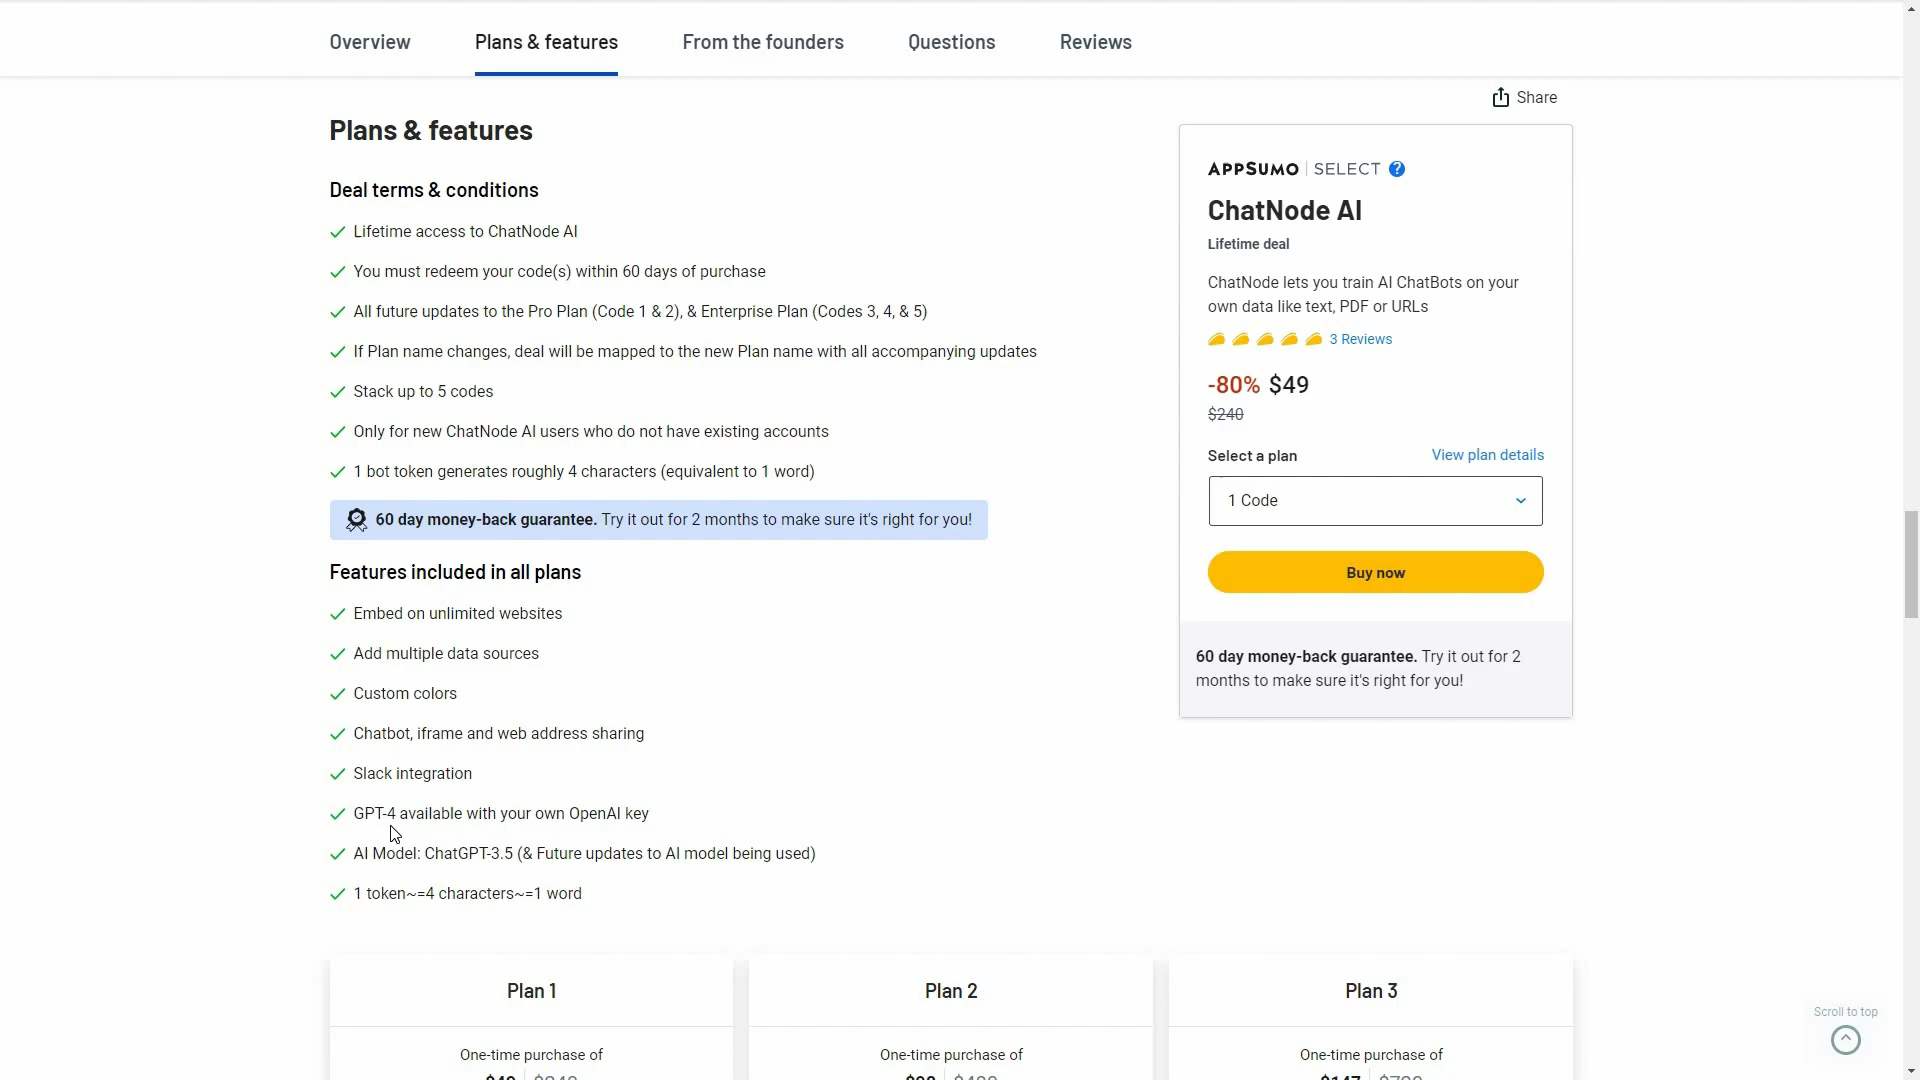 Overview
Plans & features
From the founders
Questions
Reviews
Share
Plans & features
Deal terms & conditions
Lifetime access to ChatNode AI
You must redeem your code(s) within 60 days of purchase
All future updates to the Pro Plan (Code 1 & 2), & Enterprise Plan (Codes 3, 4, & 5)
If Plan name changes, deal will be mapped to the new Plan name with all accompanying updates
Stack up to 5 codes
Only for new ChatNode AI users who do not have existing accounts
1 bot token generates roughly 4 characters (equivalent to 1 word)
60 day money-back guarantee. Try it out for 2 months to make sure it's right for you!
Features included in all plans
Embed on unlimited websites
Add multiple data sources
Custom colors
Chatbot, iframe and web address sharing
Slack integration
GPT-4 available with your own OpenAI key
AI Model: ChatGPT-3.5 (& Future updates to AI model being used)
1 token~=4 characters~=1 word
APPSUMO | SELECT ?
ChatNode AI
Lifetime deal
ChatNode lets you train AI ChatBots on your
own data like text, PDF or URLs
3 Reviews
-80% $49
$240
Select a plan
View plan details
1 Code
Buy now
60 day money-back guarantee. Try it out for 2
months to make sure it's right for you!
Plan 1
One-time purchase of
Plan 2
One-time purchase of
Plan 3
One-time purchase of
Scroll to top